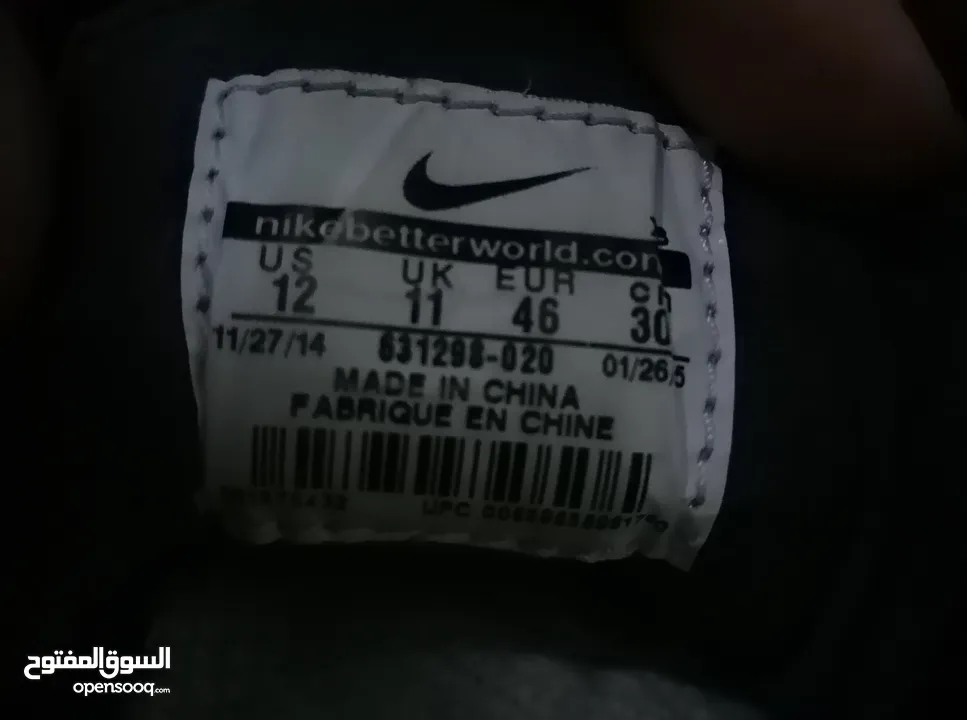 nikebetterworld.com
US UK EUR
12 11 46 30
11/27/14 631298-020 01/26/5
MADE IN CHINA
FABRIQUE EN CHINE
UPC
السوق المفتوح
opensooq.com